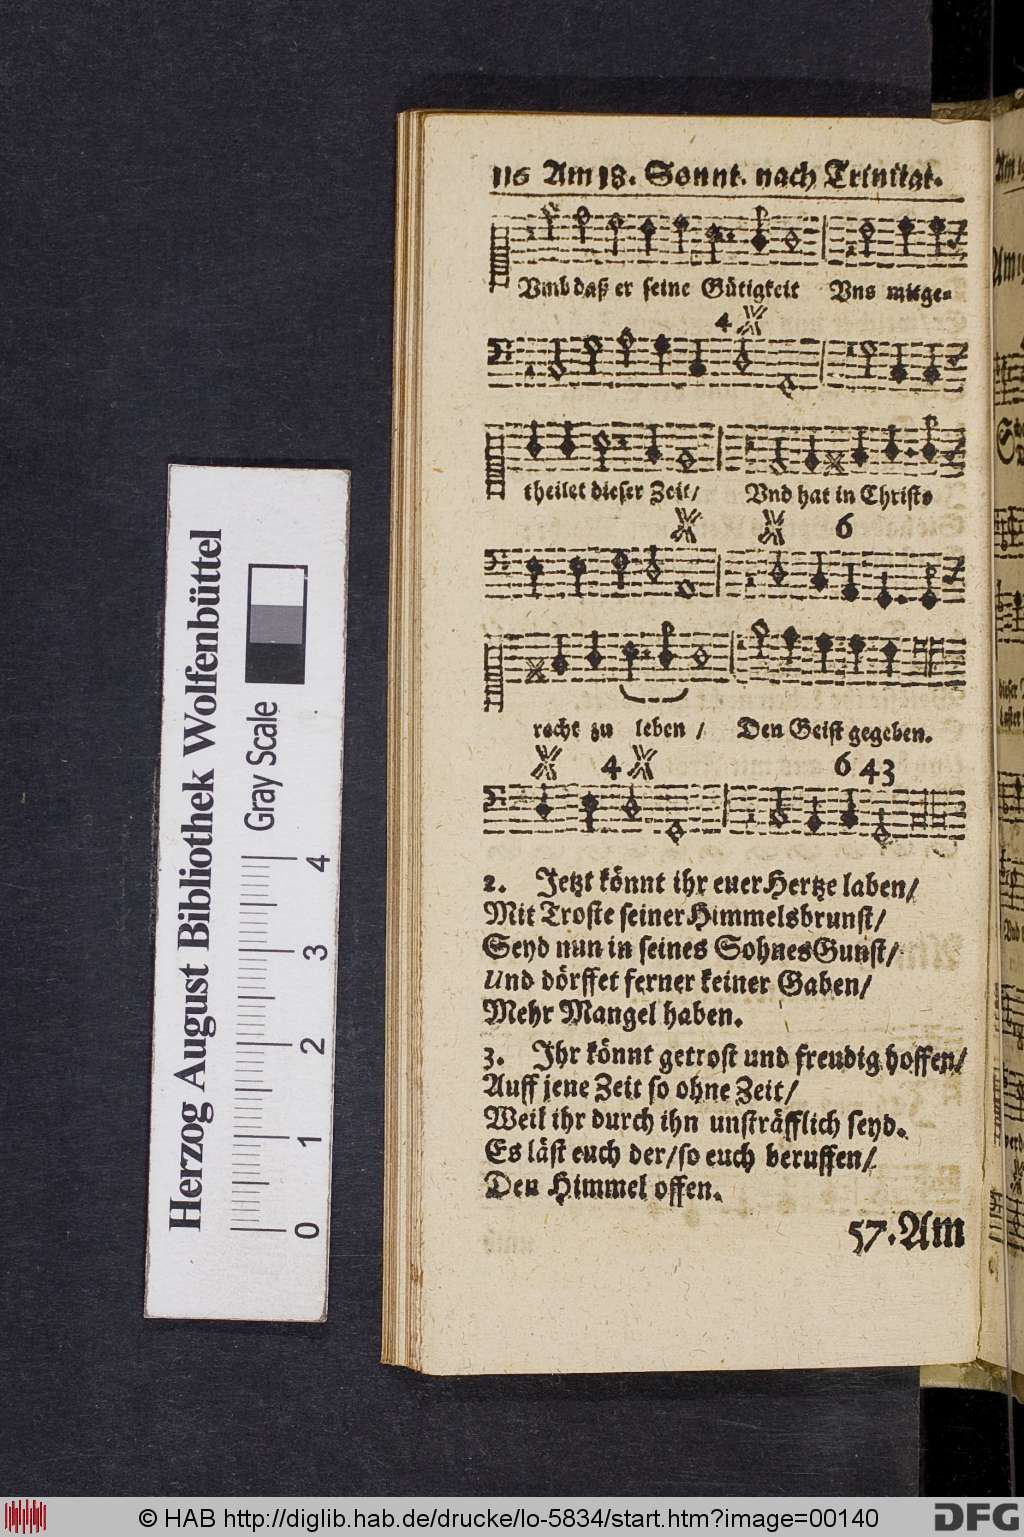 116 Am 18. Sonnt. nach Trinitat.
Vmb daß er seine Gütigkeit Vns mitge-
4
theilet dieser Zeit/ Vnd hat in Christo
6
recht zu leben / Den Geist gegeben.
4 6 43
2. Jetzt könnt ihr euer Hertze laben/
Mit Troste seiner Himmelsbrunst/
Seyd nun in seines Sohnes Gunst/
Und dörffet ferner keiner Gaben/
Mehr Mangel haben.
3. Ihr könnt getrost und freudig hoffen/
Auff jene Zeit so ohne Zeit/
Weil ihr durch ihn unsträfflich seyd.
Es läst euch der/so euch beruffen/
Den Himmel offen.
57. Am
Herzog August Bibliothek Wolfenbüttel
Gray Scale
0 1 2 3 4
© HAB http://diglib.hab.de/drucke/lo-5834/start.htm?image=00140
DFG